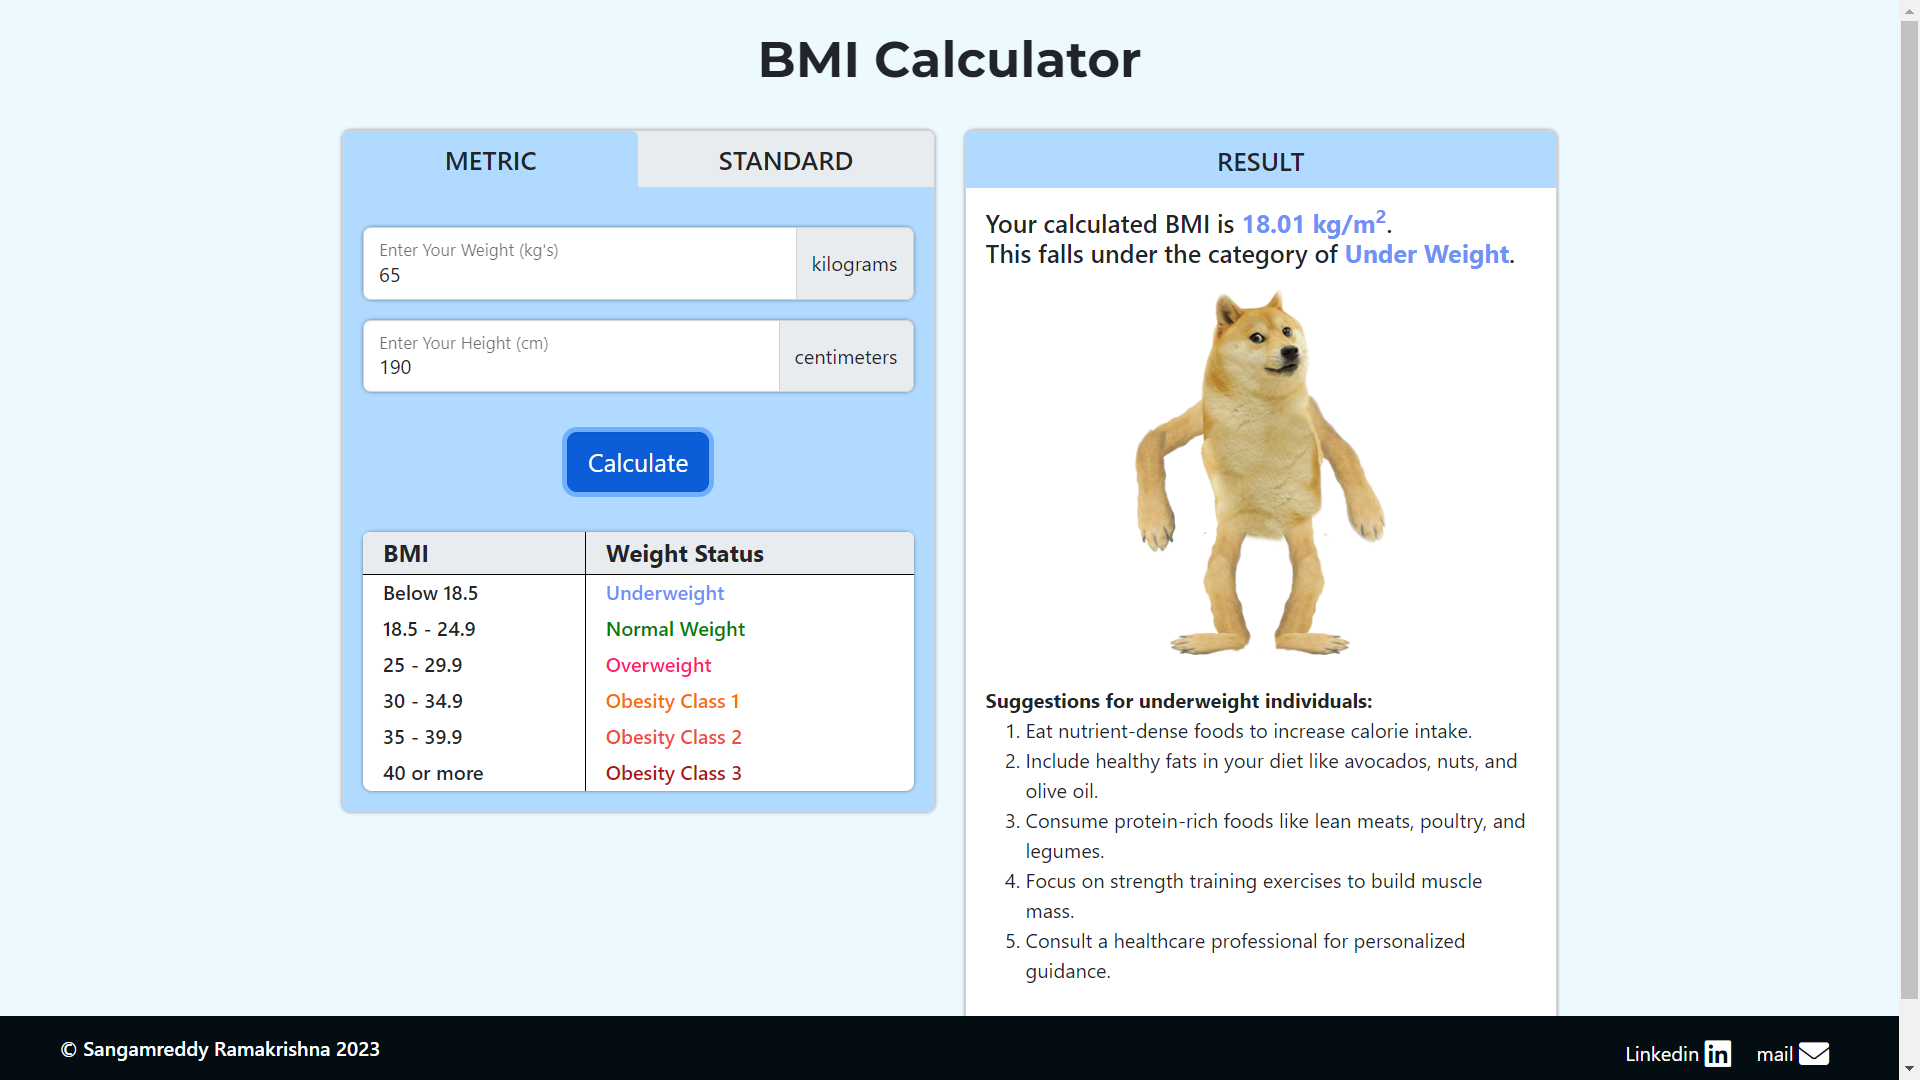 BMI Calculator
METRIC
STANDARD
Enter Your Weight (kg's)
65
kilograms
Enter Your Height (cm)
190
centimeters
Calculate
BMI Weight Status
Below 18.5 Underweight
18.5 - 24.9 Normal Weight
25 - 29.9 Overweight
30 - 34.9 Obesity Class 1
35 - 39.9 Obesity Class 2
40 or more Obesity Class 3
RESULT
Your calculated BMI is 18.01 kg/m².
This falls under the category of Under Weight.
Suggestions for underweight individuals:
1. Eat nutrient-dense foods to increase calorie intake.
2. Include healthy fats in your diet like avocados, nuts, and
olive oil.
3. Consume protein-rich foods like lean meats, poultry, and
legumes.
4. Focus on strength training exercises to build muscle
mass.
5. Consult a healthcare professional for personalized
guidance.
© Sangamreddy Ramakrishna 2023
Linkedin in
mail